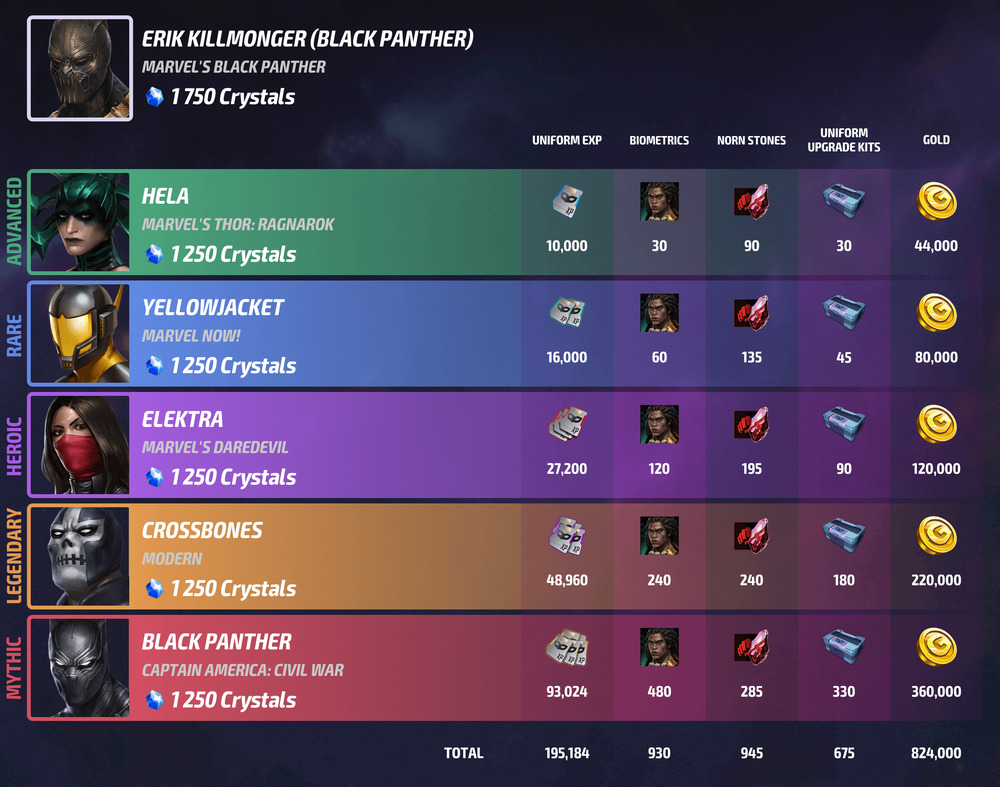 ERIK KILLMONGER (BLACK PANTHER)
MARVEL'S BLACK PANTHER
1 750 Crystals
UNIFORM EXP BIOMETRICS NORN STONES UNIFORM UPGRADE KITS GOLD
ADVANCED
HELA
MARVEL'S THOR: RAGNAROK
1 250 Crystals
10,000 30 90 30 44,000
RARE
YELLOWJACKET
MARVEL NOW!
1 250 Crystals
16,000 60 135 45 80,000
HEROIC
ELEKTRA
MARVEL'S DAREDEVIL
1 250 Crystals
27,200 120 195 90 120,000
LEGENDARY
CROSSBONES
MODERN
1 250 Crystals
48,960 240 240 180 220,000
MYTHIC
BLACK PANTHER
CAPTAIN AMERICA: CIVIL WAR
1 250 Crystals
93,024 480 285 330 360,000
TOTAL 195,184 930 945 675 824,000